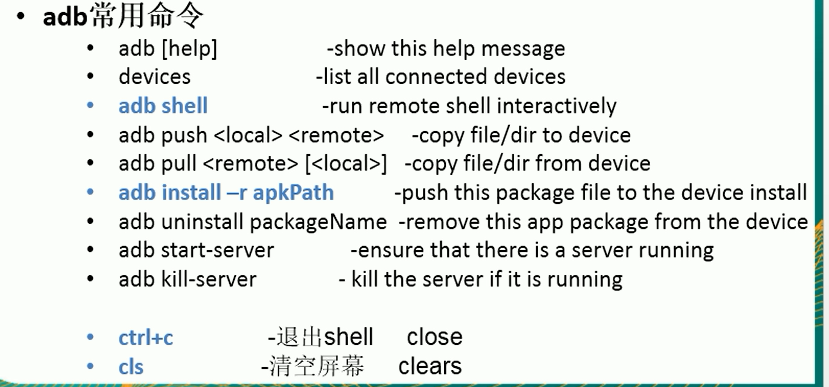 • adb常用命令
• adb [help] -show this help message
• devices -list all connected devices
• adb shell -run remote shell interactively
• adb push <local> <remote> -copy file/dir to device
• adb pull <remote> [<local>] -copy file/dir from device
• adb install –r apkPath -push this package file to the device install
• adb uninstall packageName -remove this app package from the device
• adb start-server -ensure that there is a server running
• adb kill-server - kill the server if it is running
• ctrl+c -退出shell close
• cls -清空屏幕 clears